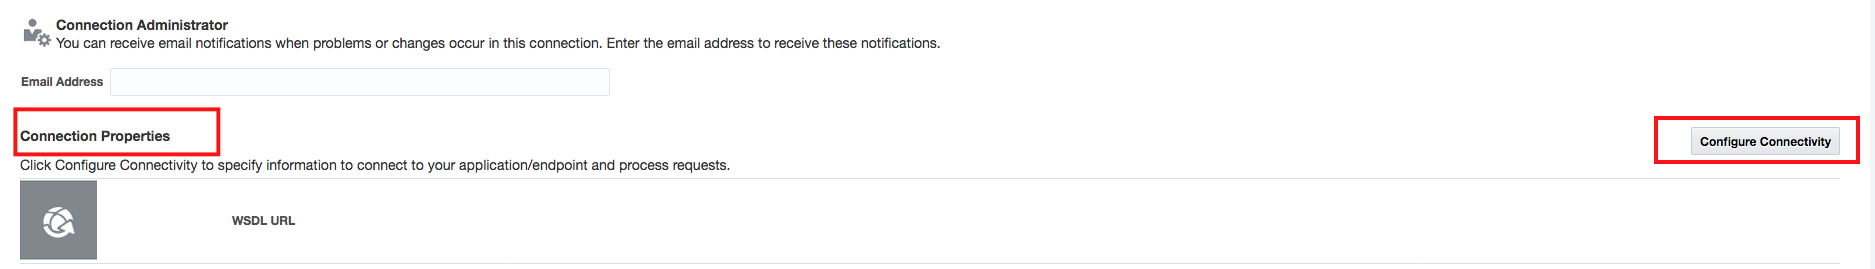 Connection Administrator
You can receive email notifications when problems or changes occur in this connection. Enter the email address to receive these notifications.
Email Address
Connection Properties
Configure Connectivity
Click Configure Connectivity to specify information to connect to your application/endpoint and process requests.
WSDL URL